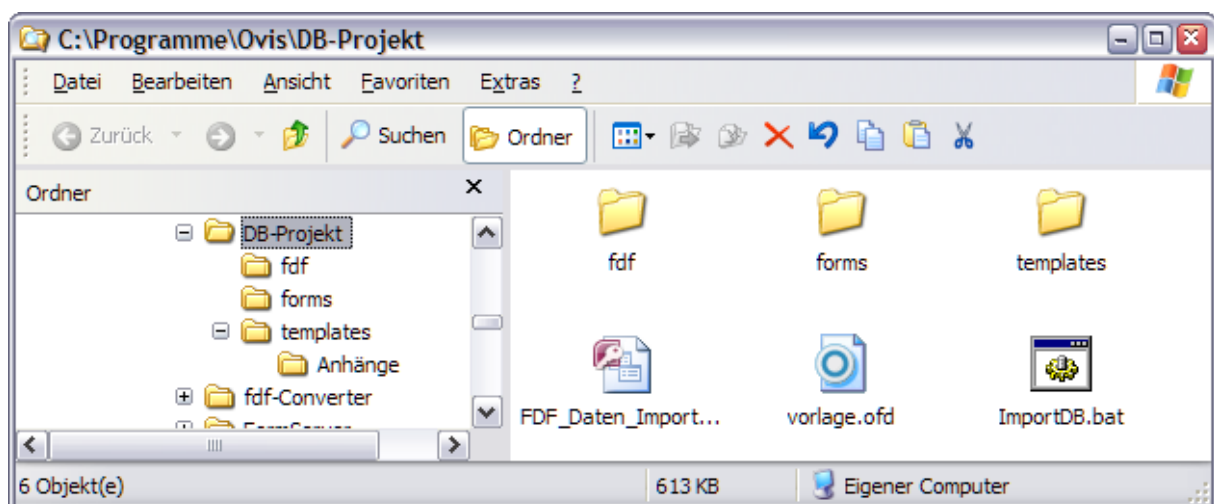 C:\Programme\Ovis\DB-Projekt
Datei Bearbeiten Ansicht Favoriten Extras ?
Zurück Suchen Ordner
Ordner
DB-Projekt
fdf
forms
templates
Anhänge
fdf-Converter
fdf forms templates
FDF_Daten_Import... vorlage.ofd ImportDB.bat
6 Objekt(e) 613 KB Eigener Computer